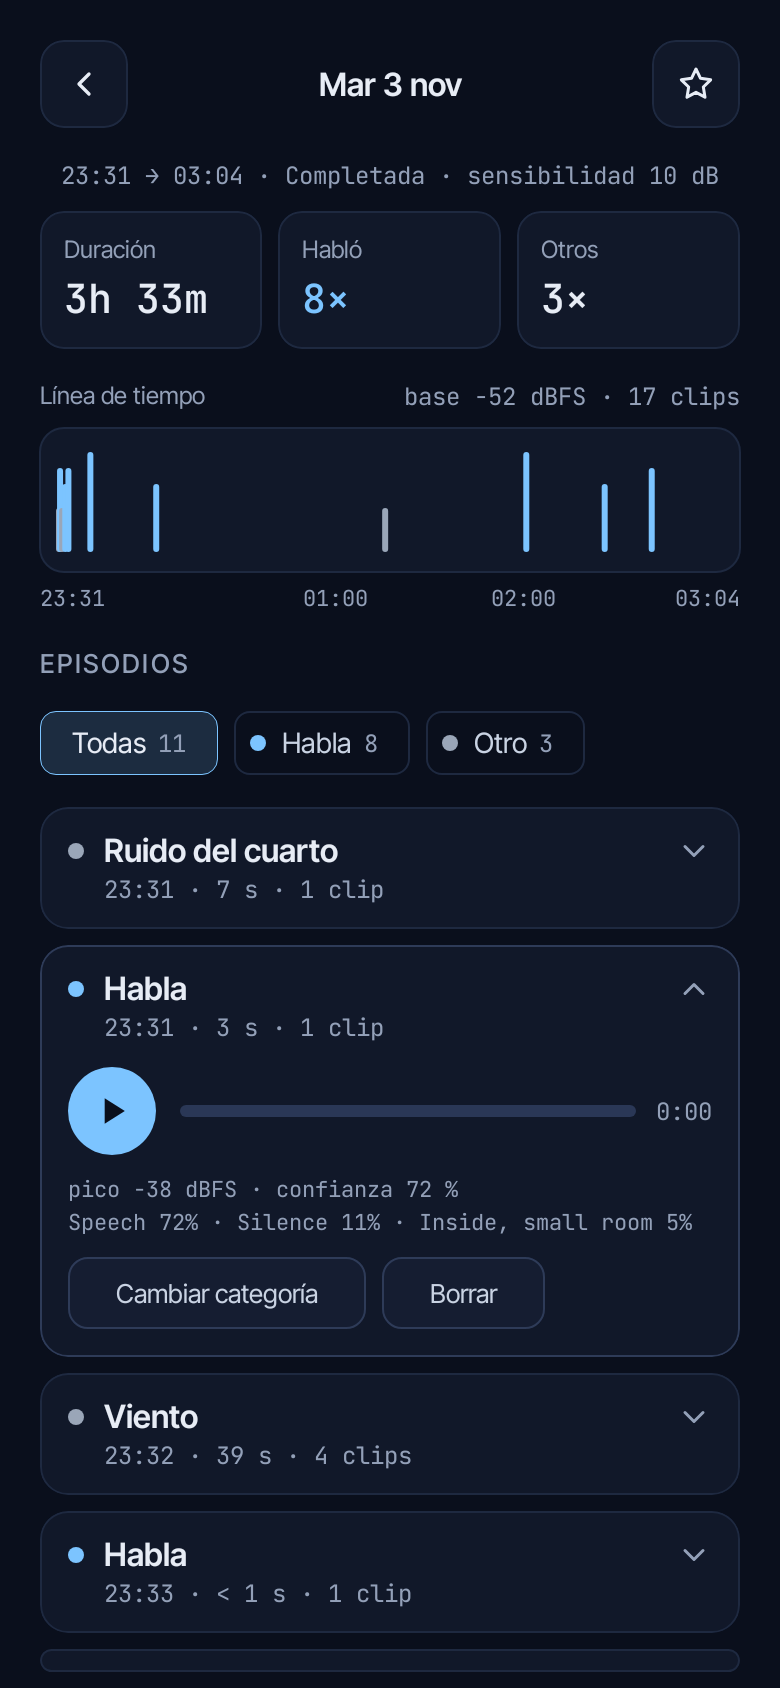 Mar 3 nov
23:31 → 03:04 · Completada · sensibilidad 10 dB
Duración
Habló
Otros
3h 33m
8×
3×
Línea de tiempo
base -52 dBFS · 17 clips
23:31
01:00
02:00
03:04
EPISODIOS
Todas 11
Habla 8
Otro 3
Ruido del cuarto
23:31 · 7 s · 1 clip
Habla
23:31 · 3 s · 1 clip
0:00
pico -38 dBFS · confianza 72 %
Speech 72% · Silence 11% · Inside, small room 5%
Cambiar categoría
Borrar
Viento
23:32 · 39 s · 4 clips
Habla
23:33 · < 1 s · 1 clip